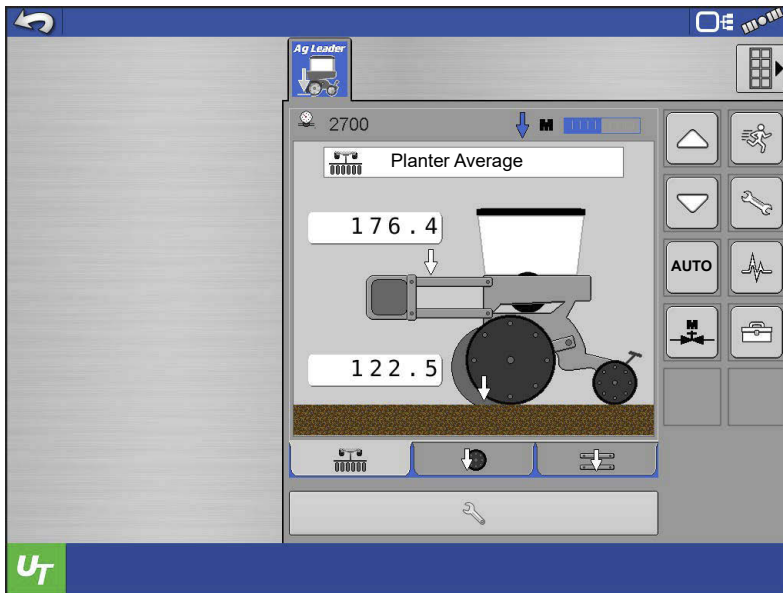 Ag Leader
2700
M
Planter Average
176.4
AUTO
M
122.5
UT